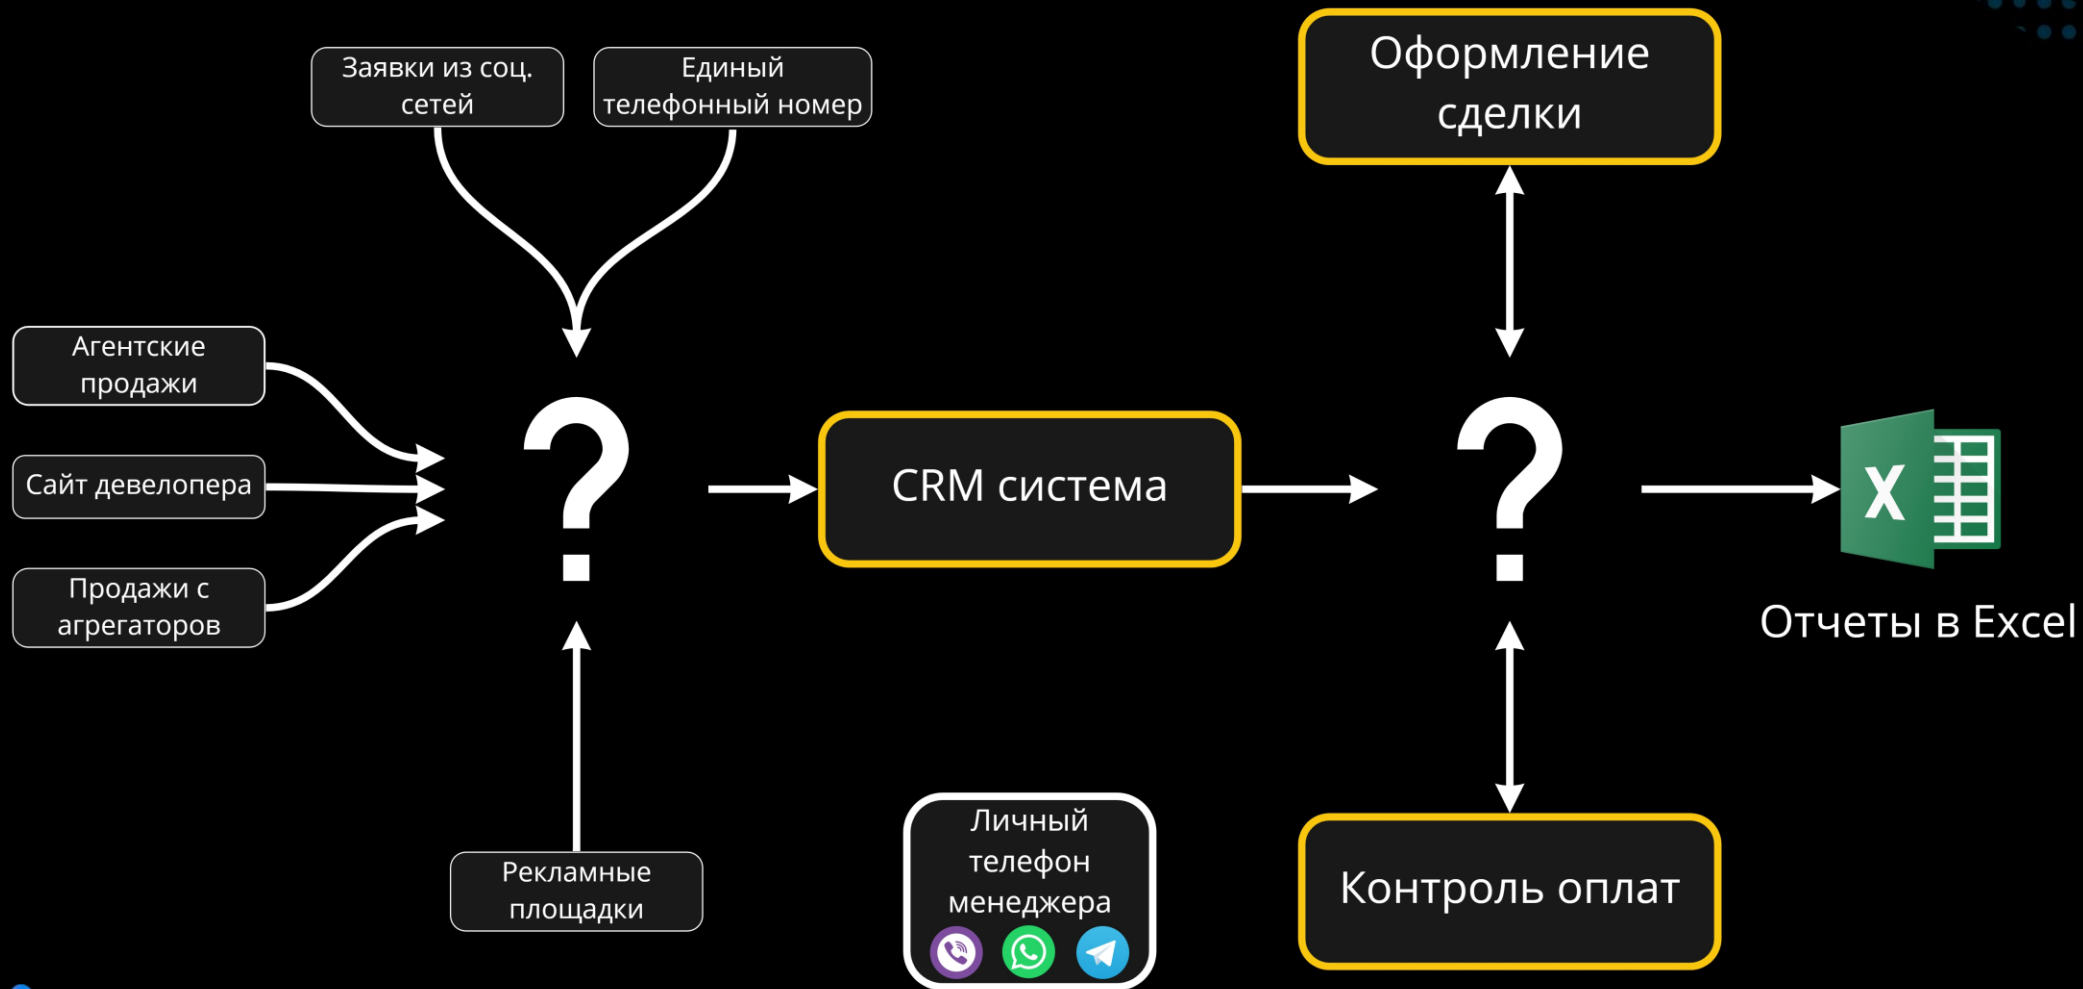 Заявки из соц.
сетей
Единый
телефонный номер
Оформление
сделки
Агентские
продажи
Сайт девелопера
Продажи с
агрегаторов
?
CRM система
?
X
Отчеты в Excel
Рекламные
площадки
Личный
телефон
менеджера
Контроль оплат